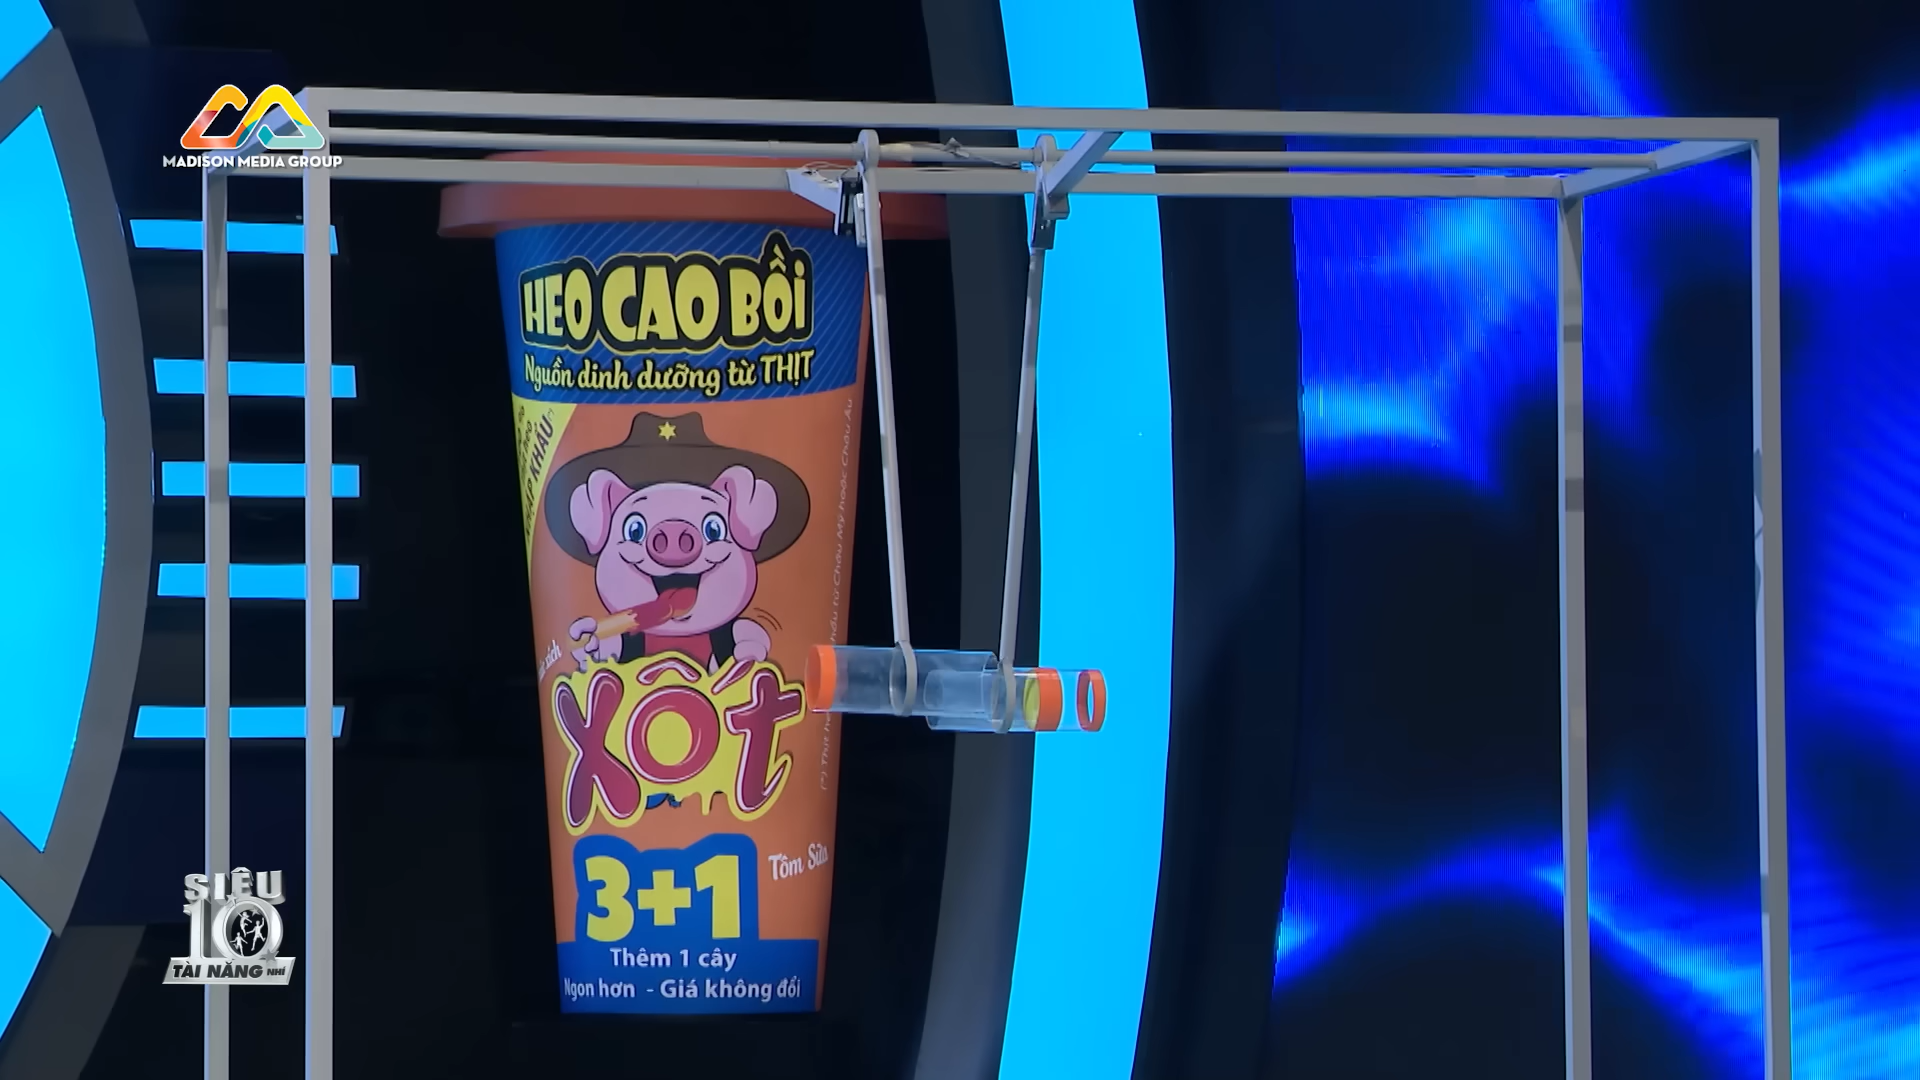 MADISON MEDIA GROUP
HEO CAO BỒI
Nguồn dinh dưỡng từ THỊT
NHẬP KHẨU
XỐT
3+1
Tôm Sữa
Thêm 1 cây
Ngon hơn - Giá không đổi
SIÊU
10
TÀI NĂNG NHÍ